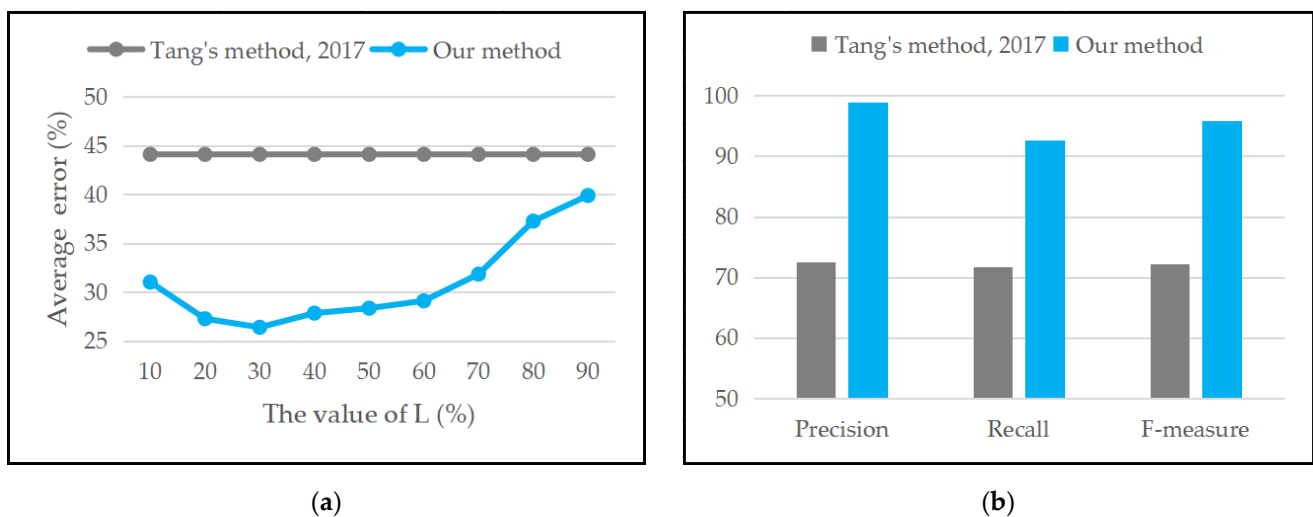 Tang's method, 2017 Our method
Average error (%)
50
45
40
35
30
25
10 20 30 40 50 60 70 80 90
The value of L (%)
(a)
Tang's method, 2017 Our method
100
90
80
70
60
50
Precision Recall F-measure
(b)